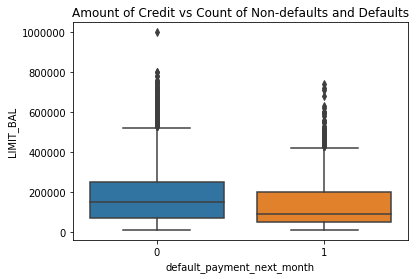 Amount of Credit vs Count of Non-defaults and Defaults
1000000
800000
600000
400000
200000
0
LIMIT_BAL
0
1
default_payment_next_month